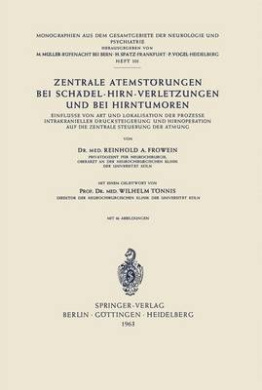 MONOGRAPHIEN AUS DEM GESAMTGEBIETE DER NEUROLOGIE UND
PSYCHIATRIE
HERAUSGEGEBEN VON
M. MÜLLER-RÜFENACHT BEI BERN · H. SPATZ-FRANKFURT · P. VOGEL-HEIDELBERG
HEFT 101
ZENTRALE ATEMSTORUNGEN
BEI SCHÄDEL-HIRN-VERLETZUNGEN
UND BEI HIRNTUMOREN
EINFLÜSSE VON ART UND LOKALISATION DER PROZESSE
INTRAKRANIELLER DRUCKSTEIGERUNG UND HIRNOPERATION
AUF DIE ZENTRALE STEUERUNG DER ATMUNG
VON
DR. MED. REINHOLD A. FROWEIN
PRIVATDOZENT FÜR NEUROCHIRURGIE,
OBERARZT AN DER NEUROCHIRURGISCHEN KLINIK
DER UNIVERSITÄT KÖLN
MIT EINEM GELEITWORT VON
PROF. DR. MED. WILHELM TÖNNIS
DIREKTOR DER NEUROCHIRURGISCHEN KLINIK DER UNIVERSITÄT KÖLN
MIT ABBILDUNGEN
SPRINGER-VERLAG
BERLIN · GÖTTINGEN · HEIDELBERG
1963